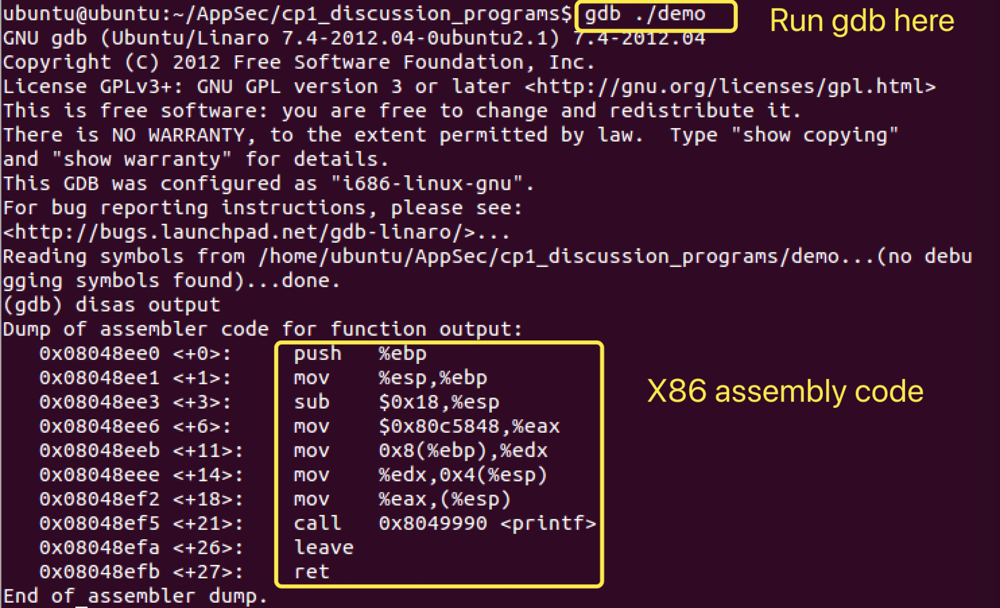 ubuntu@ubuntu:~/AppSec/cp1_discussion_programs$ gdb ./demo Run gdb here
GNU gdb (Ubuntu/Linaro 7.4-2012.04-0ubuntu2.1) 7.4-2012.04
Copyright (C) 2012 Free Software Foundation, Inc.
License GPLv3+: GNU GPL version 3 or later <http://gnu.org/licenses/gpl.html>
This is free software: you are free to change and redistribute it.
There is NO WARRANTY, to the extent permitted by law.  Type "show copying"
and "show warranty" for details.
This GDB was configured as "i686-linux-gnu".
For bug reporting instructions, please see:
<http://bugs.launchpad.net/gdb-linaro/>...
Reading symbols from /home/ubuntu/AppSec/cp1_discussion_programs/demo...(no debu
gging symbols found)...done.
(gdb) disas output
Dump of assembler code for function output:
0x08048ee0 <+0>: push %ebp
0x08048ee1 <+1>: mov %esp,%ebp
X86 assembly code
0x08048ee3 <+3>: sub $0x18,%esp
0x08048ee6 <+6>: mov $0x80c5848,%eax
0x08048eeb <+11>: mov 0x8(%ebp),%edx
0x08048eee <+14>: mov %edx,0x4(%esp)
0x08048ef2 <+18>: mov %eax,(%esp)
0x08048ef5 <+21>: call 0x8049990 <printf>
0x08048efa <+26>: leave
0x08048efb <+27>: ret
End of assembler dump.